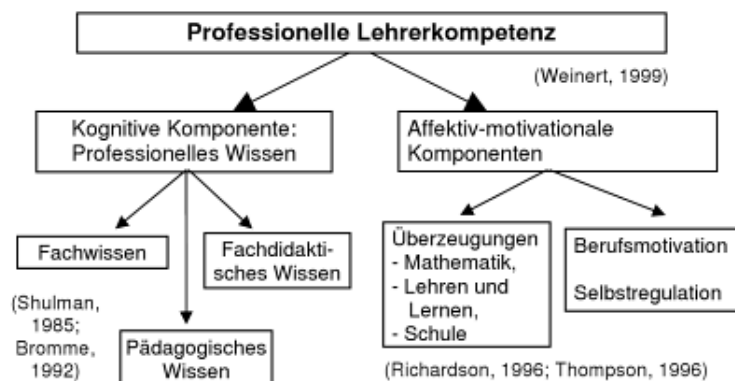 Professionelle Lehrerkompetenz
(Weinert, 1999)
Kognitive Komponente:
Professionelles Wissen
Affektiv-motivationale
Komponenten
Fachwissen
Fachdidakti-
sches Wissen
(Shulman,
1985;
Bromme,
1992)
Pädagogisches
Wissen
Überzeugungen
- Mathematik,
- Lehren und
Lernen,
- Schule
Berufsmotivation
Selbstregulation
(Richardson, 1996; Thompson, 1996)